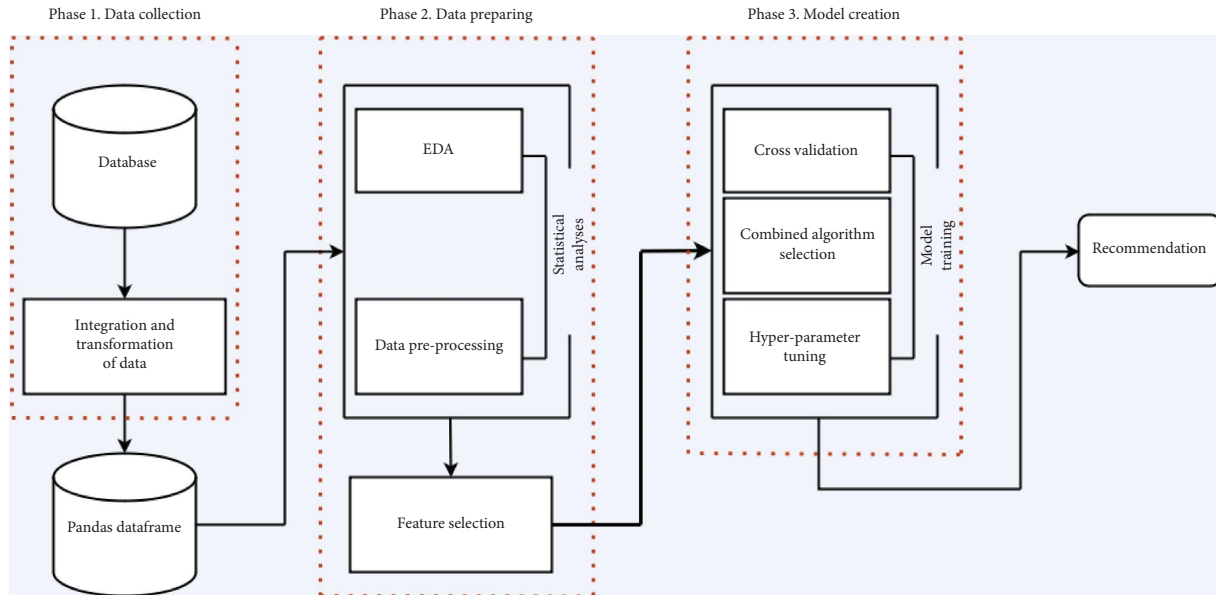 Phase 1. Data collection
Phase 2. Data preparing
Phase 3. Model creation
Database
Integration and
transformation
of data
Pandas dataframe
EDA
Data pre-processing
Statistical
analyses
Feature selection
Cross validation
Combined algorithm
selection
Hyper-parameter
tuning
Model
training
Recommendation